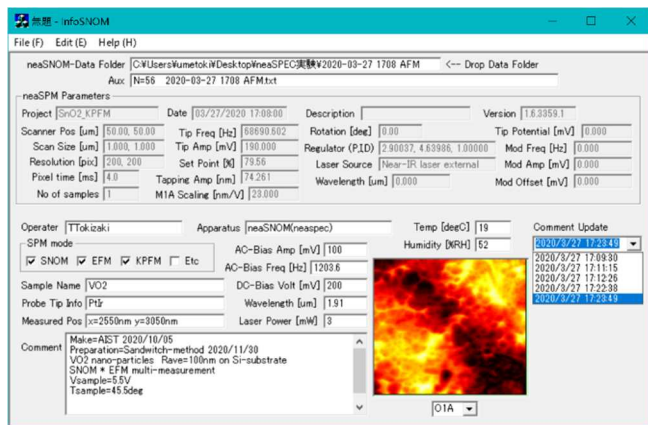 無題 - InfoSNOM
File (F) Edit (E) Help (H)
neaSNOM-Data Folder C:¥Users¥umetoki¥Desktop¥neaSPEC実験¥2020-03-27 1708 AFM <-- Drop Data Folder
Aux N=56 2020-03-27 1708 AFM.txt
neaSPM Parameters
Project SnO2_KPFM Date 03/27/2020 17:08:00 Description Version 1.6.3359.1
Scanner Pos [um] 50.00, 50.00 Tip Freq [Hz] 68690.602 Rotation [deg] 0.00 Tip Potential [mV] 0.000
Scan Size [um] 1.000, 1.000 Tip Amp [mV] 190.000 Regulator (P,I,D) 2.90037, 4.63986, 1.00000 Mod Freq [Hz] 0.000
Resolution [pix] 200, 200 Set Point [%] 79.56 Laser Source Near-IR laser external Mod Amp [mV] 0.000
Pixel time [ms] 4.0 Tapping Amp [nm] 74.261 Wavelength [um] 0.000 Mod Offset [mV] 0.000
No of samples 1 M1A Scaling [nm/V] 23.000
Operater TTokizaki Apparatus neaSNOM(neaspec) Temp [degC] 19 Comment Update
SPM mode Humidity [%RH] 52 2020/3/27 17:23:49
SNOM EFM KPFM Etc AC-Bias Amp [mV] 100 2020/3/27 17:09:30
AC-Bias Freq [Hz] 1203.6 2020/3/27 17:11:15
Sample Name VO2 DC-Bias Volt [mV] 200 2020/3/27 17:12:26
Probe Tip Info PtIr Wavelength [um] 1.91 2020/3/27 17:22:38
Measured Pos x=2550nm y=3050nm Laser Power [mW] 3 2020/3/27 17:23:49
Comment Make=AIST 2020/10/05
Preparation=Sandwitch-method 2020/11/30
VO2 nano-particles Rave=100nm on Si-substrate
SNOM * EFM multi-measurement
Vsample=5.5V
Tsample=45.5deg
O1A